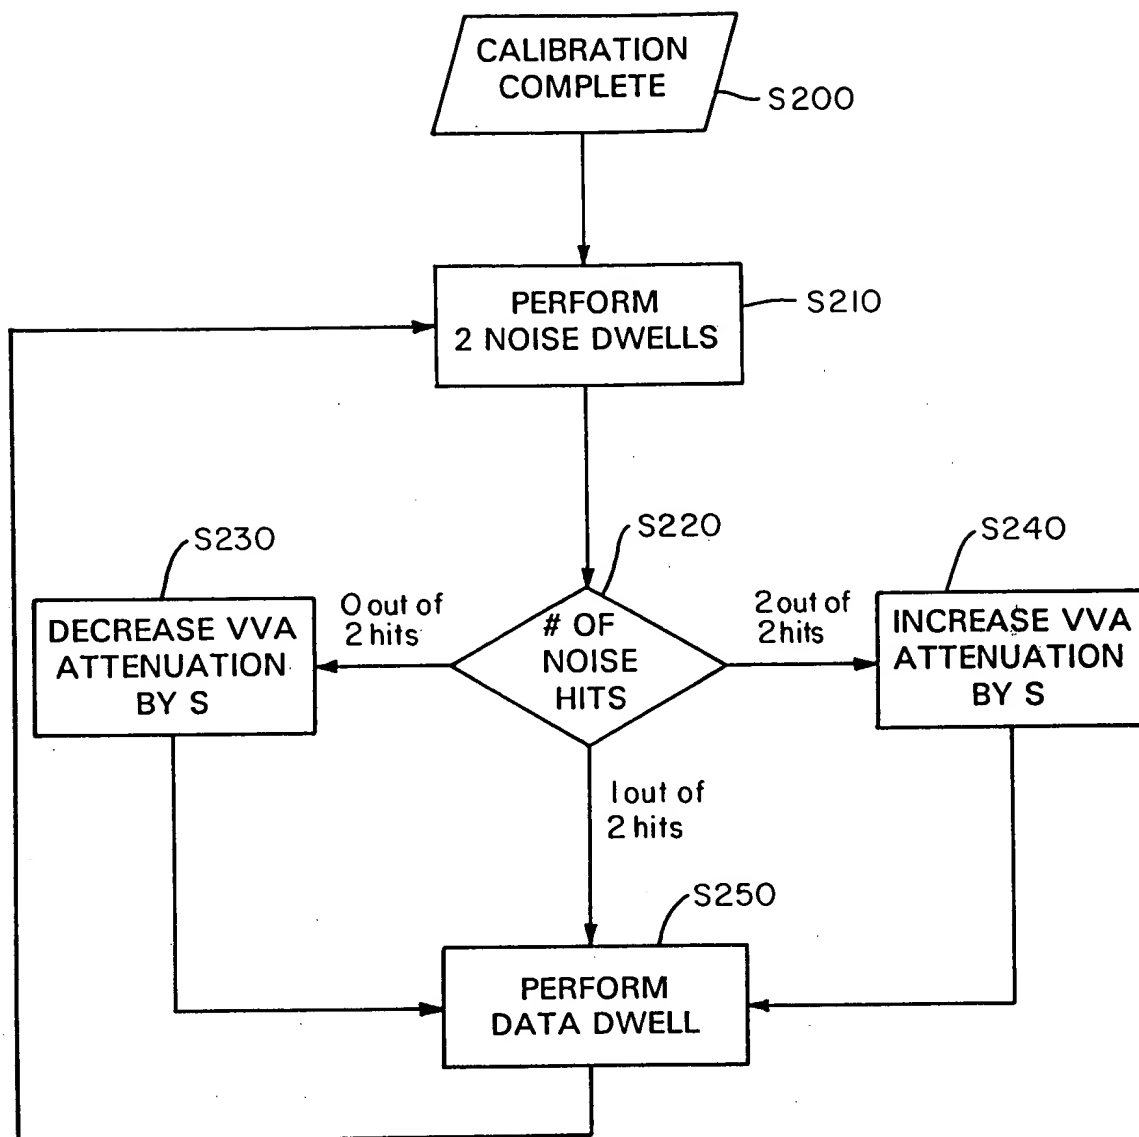 CALIBRATION
COMPLETE
S200
PERFORM
2 NOISE DWELLS
S210
S220
# OF
NOISE
HITS
0 out of
2 hits
S230
DECREASE VVA
ATTENUATION
BY S
2 out of
2 hits
S240
INCREASE VVA
ATTENUATION
BY S
1 out of
2 hits
S250
PERFORM
DATA DWELL